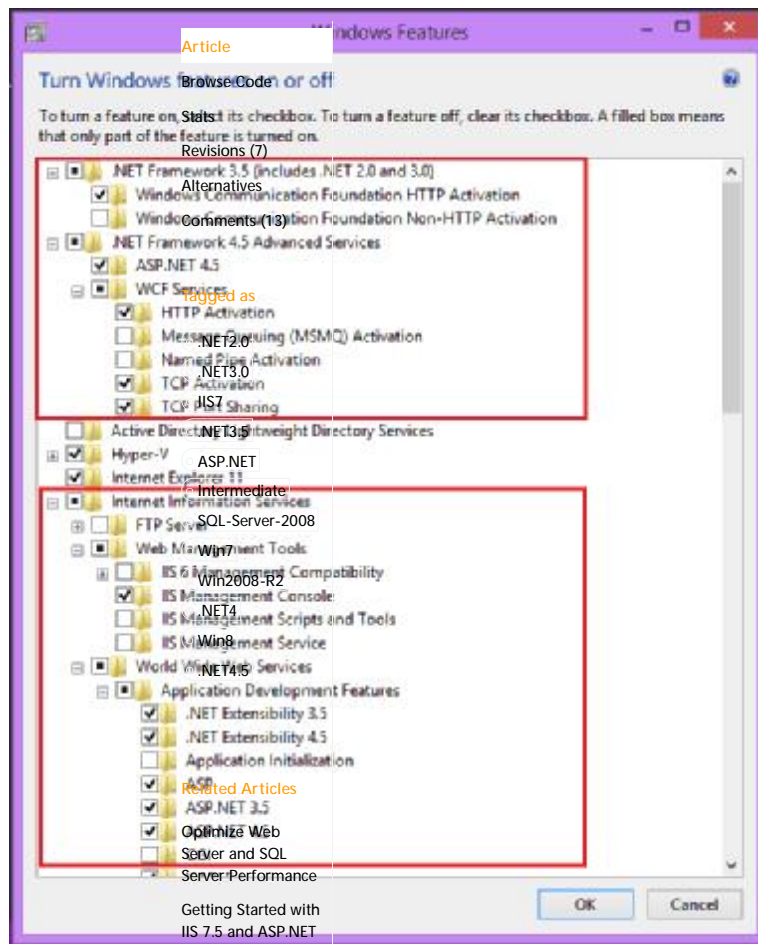 Windows Features
Article
Turn Windows features on or off
Browse Code
To turn a feature on, select its checkbox. To turn a feature off, clear its checkbox. A filled box means
that only part of the feature is turned on.
Stats
Revisions (7)
.NET Framework 3.5 (includes .NET 2.0 and 3.0)
Alternatives
Windows Communication Foundation HTTP Activation
Windows Communication Foundation Non-HTTP Activation
Comments (13)
.NET Framework 4.5 Advanced Services
ASP.NET 4.5
WCF Services
Tagged as
HTTP Activation
Message Queuing (MSMQ) Activation
.NET2.0
Named Pipe Activation
.NET3.0
TCP Activation
IIS7
TCP Port Sharing
Active Directory Lightweight Directory Services
.NET3.5
Hyper-V
ASP.NET
Internet Explorer 11
Intermediate
Internet Information Services
FTP Server
SQL-Server-2008
Web Management Tools
Win7
IIS 6 Management Compatibility
Win2008-R2
IIS Management Console
.NET4
IIS Management Scripts and Tools
IIS Management Service
Win8
World Wide Web Services
.NET4.5
Application Development Features
.NET Extensibility 3.5
.NET Extensibility 4.5
Application Initialization
ASP
Related Articles
ASP.NET 3.5
ASP.NET 4.5
Optimize Web
Server and SQL
Server Performance
CGI
Getting Started with
IIS 7.5 and ASP.NET
OK
Cancel